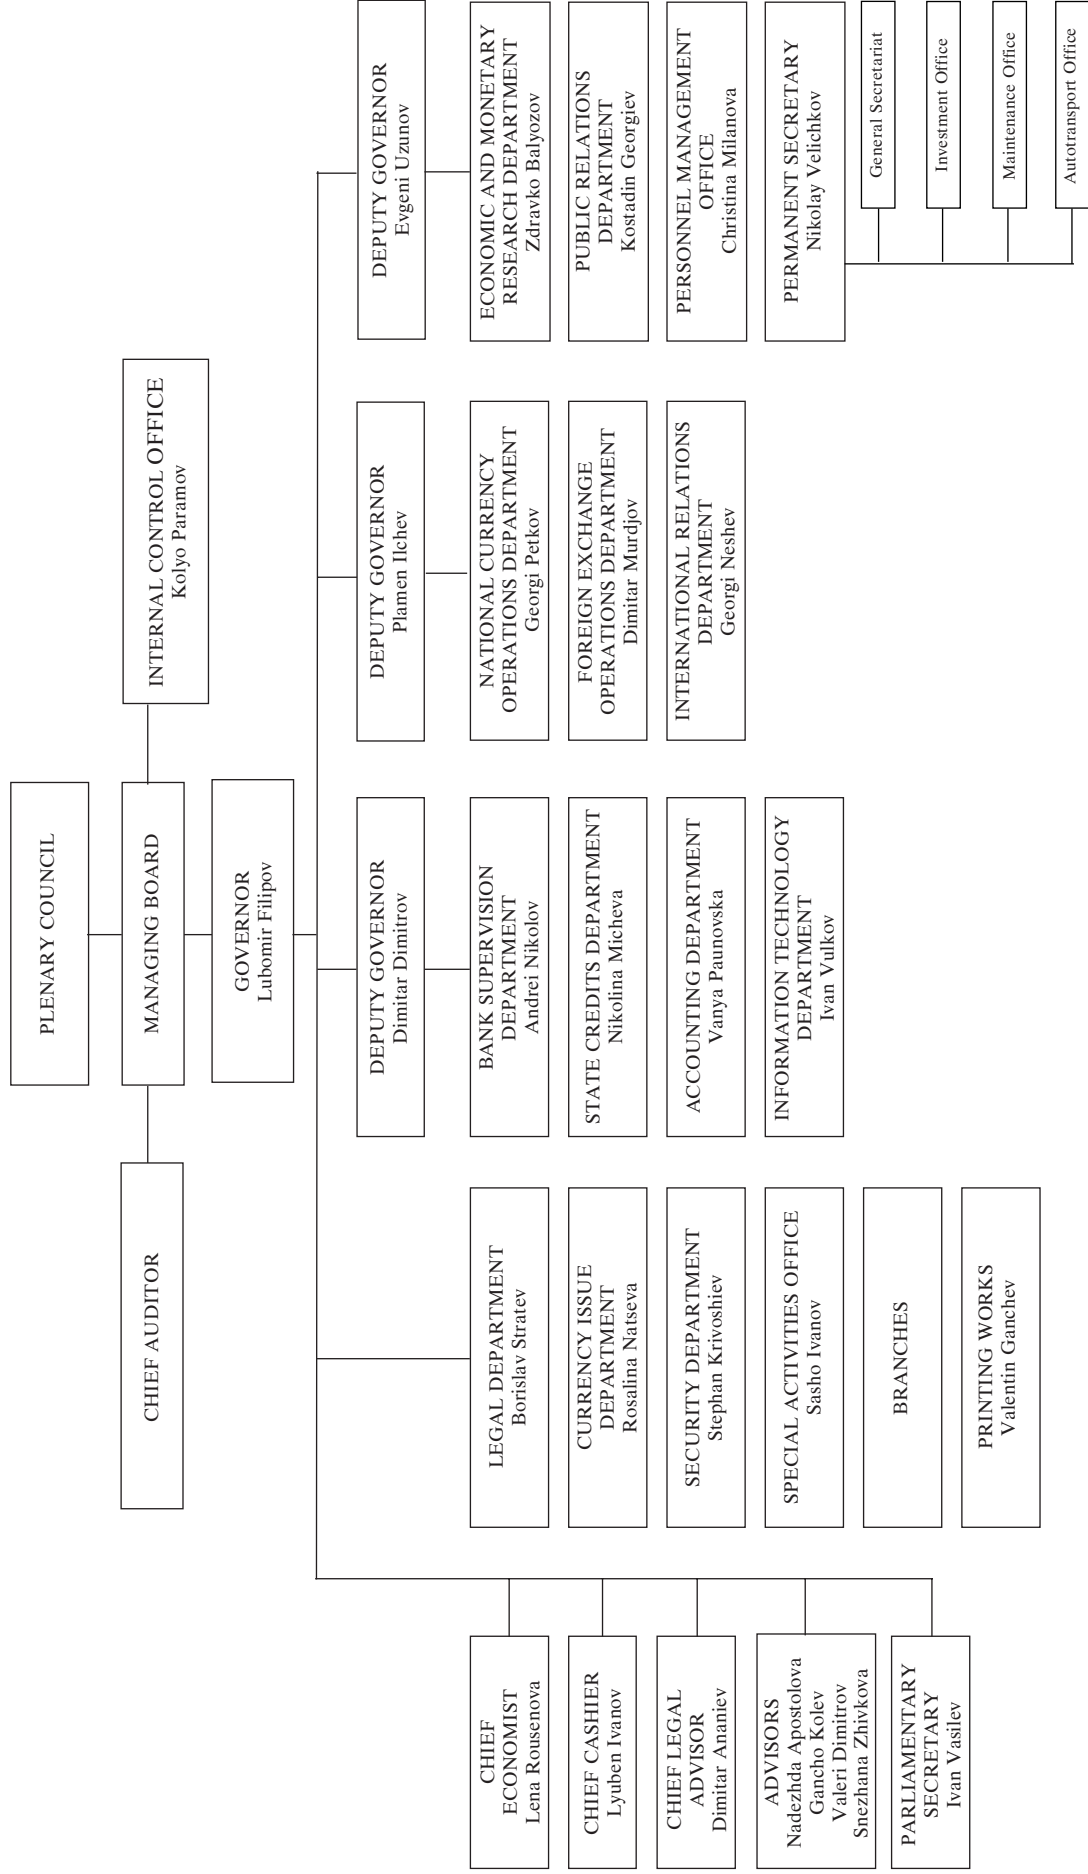 PLENARY COUNCIL
CHIEF AUDITOR
MANAGING BOARD
INTERNAL CONTROL OFFICE
Kolyo Paramov
GOVERNOR
Lubomir Filipov
CHIEF
ECONOMIST
Lena Rousenova
CHIEF CASHIER
Lyuben Ivanov
CHIEF LEGAL
ADVISOR
Dimitar Ananiev
ADVISORS
Nadezhda Apostolova
Gancho Kolev
Valeri Dimitrov
Snezhana Zhivkova
PARLIAMENTARY
SECRETARY
Ivan Vasilev
LEGAL DEPARTMENT
Borislav Stratev
CURRENCY ISSUE
DEPARTMENT
Rosalina Natseva
SECURITY DEPARTMENT
Stephan Krivoshiev
SPECIAL ACTIVITIES OFFICE
Sasho Ivanov
BRANCHES
PRINTING WORKS
Valentin Ganchev
DEPUTY GOVERNOR
Dimitar Dimitrov
BANK SUPERVISION
DEPARTMENT
Andrei Nikolov
STATE CREDITS DEPARTMENT
Nikolina Micheva
ACCOUNTING DEPARTMENT
Vanya Paunovska
INFORMATION TECHNOLOGY
DEPARTMENT
Ivan Vulkov
DEPUTY GOVERNOR
Plamen Ilchev
NATIONAL CURRENCY
OPERATIONS DEPARTMENT
Georgi Petkov
FOREIGN EXCHANGE
OPERATIONS DEPARTMENT
Dimitar Murdjov
INTERNATIONAL RELATIONS
DEPARTMENT
Georgi Neshev
DEPUTY GOVERNOR
Evgeni Uzunov
ECONOMIC AND MONETARY
RESEARCH DEPARTMENT
Zdravko Balyozov
PUBLIC RELATIONS
DEPARTMENT
Kostadin Georgiev
PERSONNEL MANAGEMENT
OFFICE
Christina Milanova
PERMANENT SECRETARY
Nikolay Velichkov
General Secretariat
Investment Office
Maintenance Office
Autotransport Office